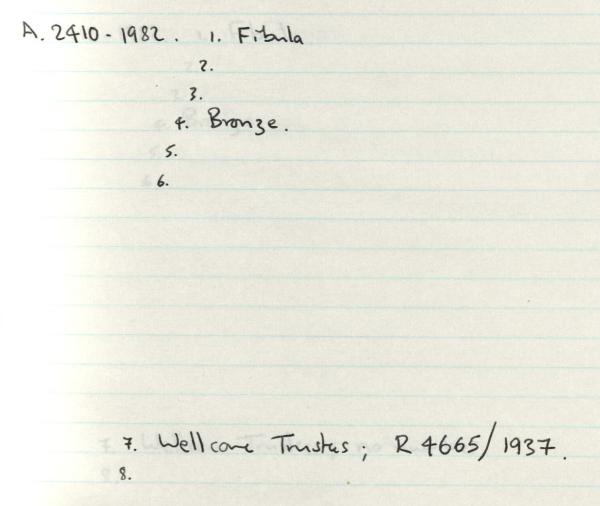 A. 2410-1982. 1. Fibula
2.
3.
4. Bronze.
5.
6.
7. Wellcome Trustees; R 4665/1937.
8.